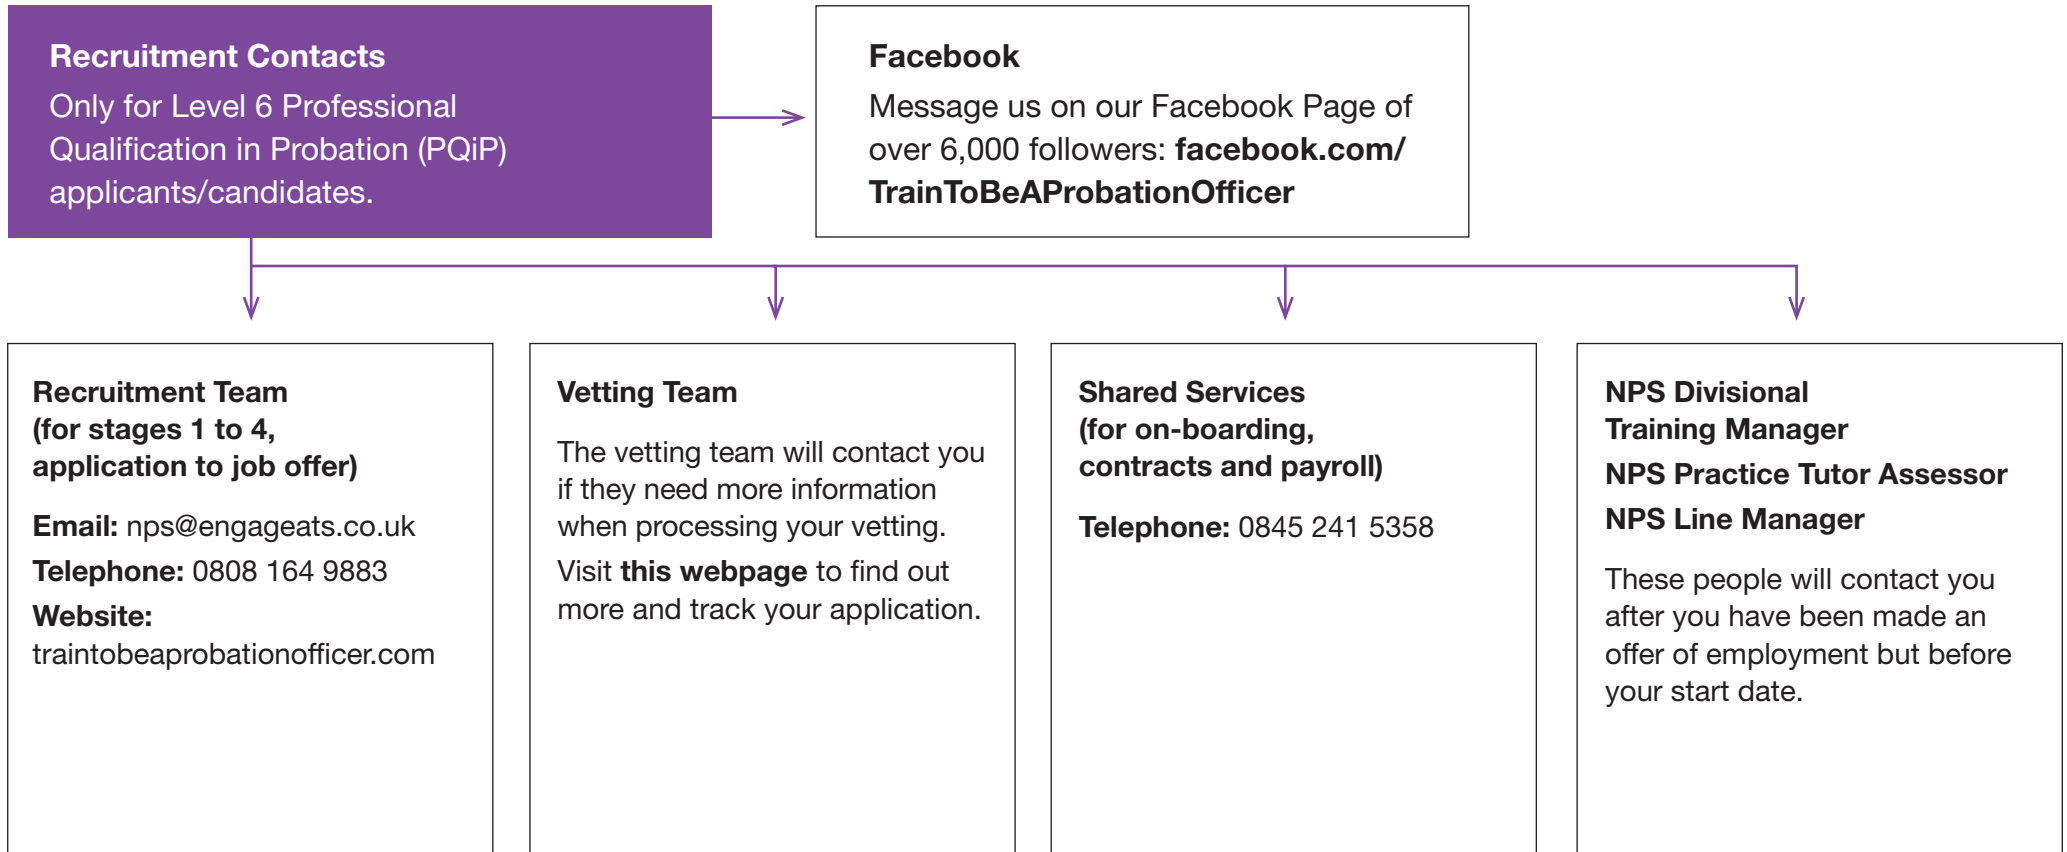 Recruitment Contacts
Only for Level 6 Professional
Qualification in Probation (PQiP)
applicants/candidates.
Facebook
Message us on our Facebook Page of
over 6,000 followers: facebook.com/
TrainToBeAProbationOfficer
Recruitment Team
(for stages 1 to 4,
application to job offer)
Email: nps@engageats.co.uk
Telephone: 0808 164 9883
Website:
traintobeaprobationofficer.com
Vetting Team
The vetting team will contact you
if they need more information
when processing your vetting.
Visit this webpage to find out
more and track your application.
Shared Services
(for on-boarding,
contracts and payroll)
Telephone: 0845 241 5358
NPS Divisional
Training Manager
NPS Practice Tutor Assessor
NPS Line Manager
These people will contact you
after you have been made an
offer of employment but before
your start date.